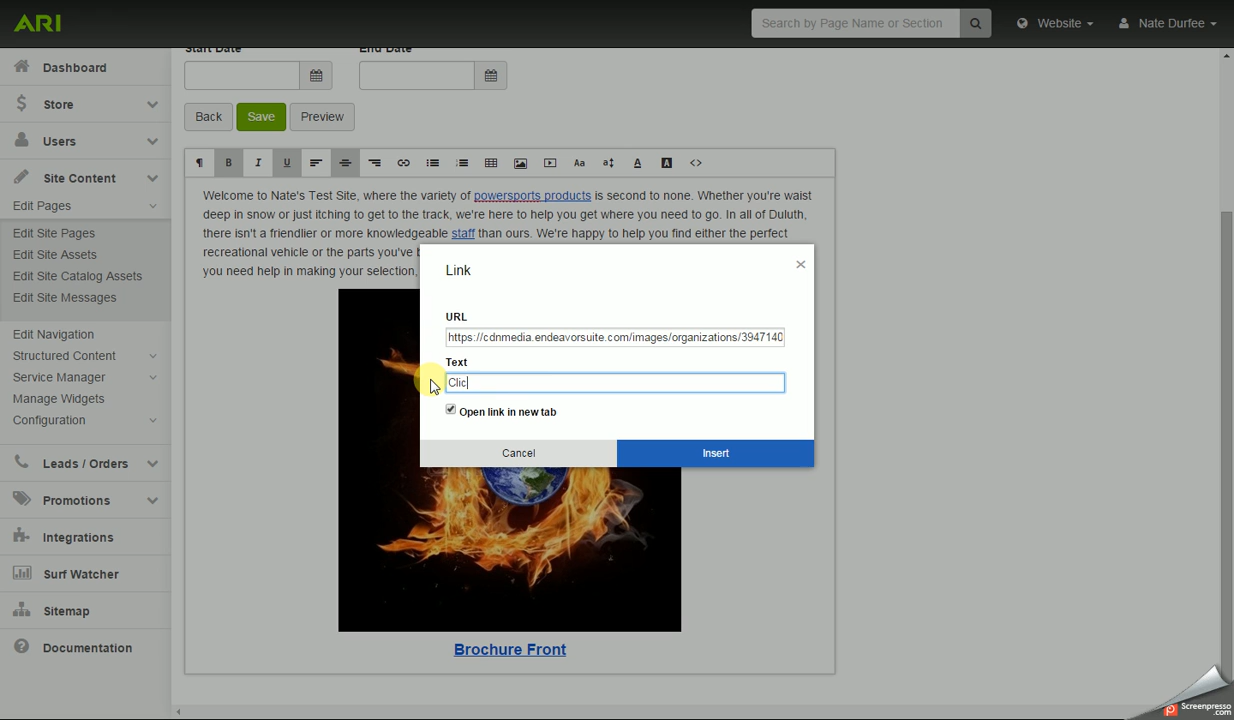 ARI
Search by Page Name or Section
Website
Nate Durfee
Start Date
End Date
Dashboard
Store
Users
Site Content
Edit Pages
Edit Site Pages
Edit Site Assets
Edit Site Catalog Assets
Edit Site Messages
Edit Navigation
Structured Content
Service Manager
Manage Widgets
Configuration
Leads / Orders
Promotions
Integrations
Surf Watcher
Sitemap
Documentation
Back
Save
Preview
¶ B I U Aa A A <>
Welcome to Nate's Test Site, where the variety of powersports products is second to none. Whether you're waist
deep in snow or just itching to get to the track, we're here to help you get where you need to go. In all of Duluth,
there isn't a friendlier or more knowledgeable staff than ours. We're happy to help you find either the perfect
recreational vehicle or the parts you've
you need help in making your selection,
Link
×
URL
https://cdnmedia.endeavorsuite.com/images/organizations/3947140
Text
Clic
Open link in new tab
Cancel
Insert
Brochure Front
Screenpresso
.com